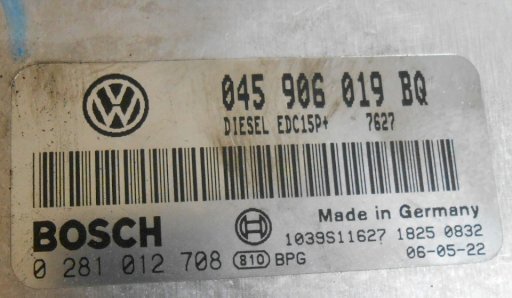 045 906 019 BQ
DIESEL EDC15P+ 7627
BOSCH
Made in Germany
1039S11627 1825 0832
0 281 012 708 810 BPG 06-05-22